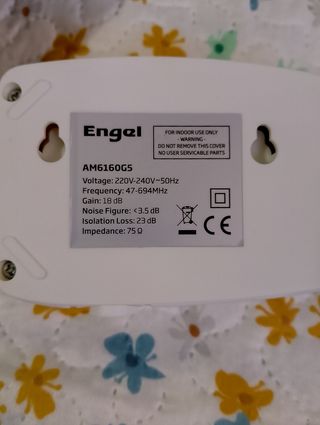 Engel
FOR INDOOR USE ONLY
- WARNING -
DO NOT REMOVE THIS COVER
NO USER SERVICABLE PARTS
AM6160G5
Voltage: 220V-240V~50Hz
Frequency: 47-694MHz
Gain: 18 dB
Noise Figure: <3.5 dB
Isolation Loss: 23 dB
Impedance: 75 Ω
CE